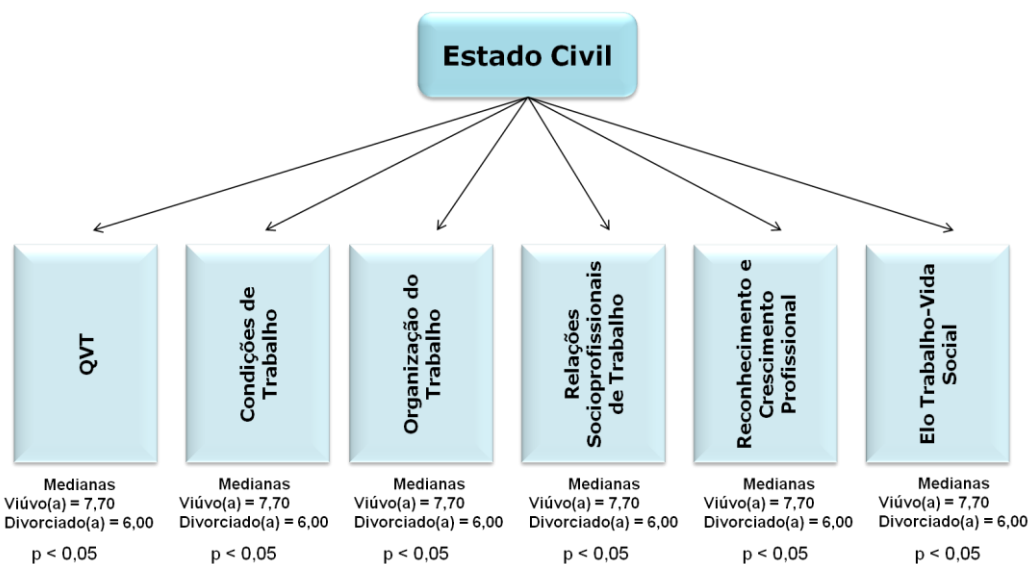 Estado Civil
QVT
Condições de
Trabalho
Organização do
Trabalho
Relações
Socioprofissionais
de Trabalho
Reconhecimento e
Crescimento
Profissional
Elo Trabalho-Vida
Social
Medianas
Viúvo(a) = 7,70
Divorciado(a) = 6,00
p < 0,05
Medianas
Viúvo(a) = 7,70
Divorciado(a) = 6,00
p < 0,05
Medianas
Viúvo(a) = 7,70
Divorciado(a) = 6,00
p < 0,05
Medianas
Viúvo(a) = 7,70
Divorciado(a) = 6,00
p < 0,05
Medianas
Viúvo(a) = 7,70
Divorciado(a) = 6,00
p < 0,05
Medianas
Viúvo(a) = 7,70
Divorciado(a) = 6,00
p < 0,05